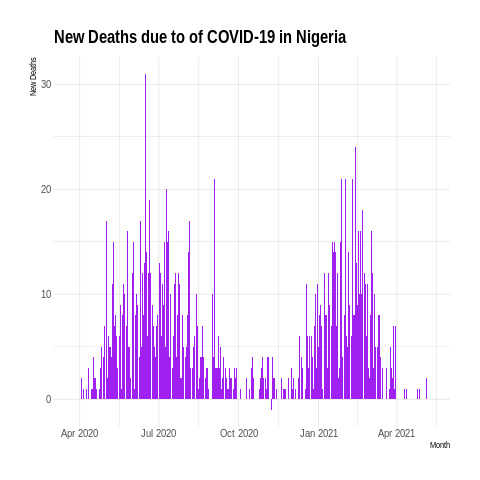 New Deaths due to of COVID-19 in Nigeria
New Deaths
30
20
10
0
Apr 2020 Jul 2020 Oct 2020 Jan 2021 Apr 2021
Month